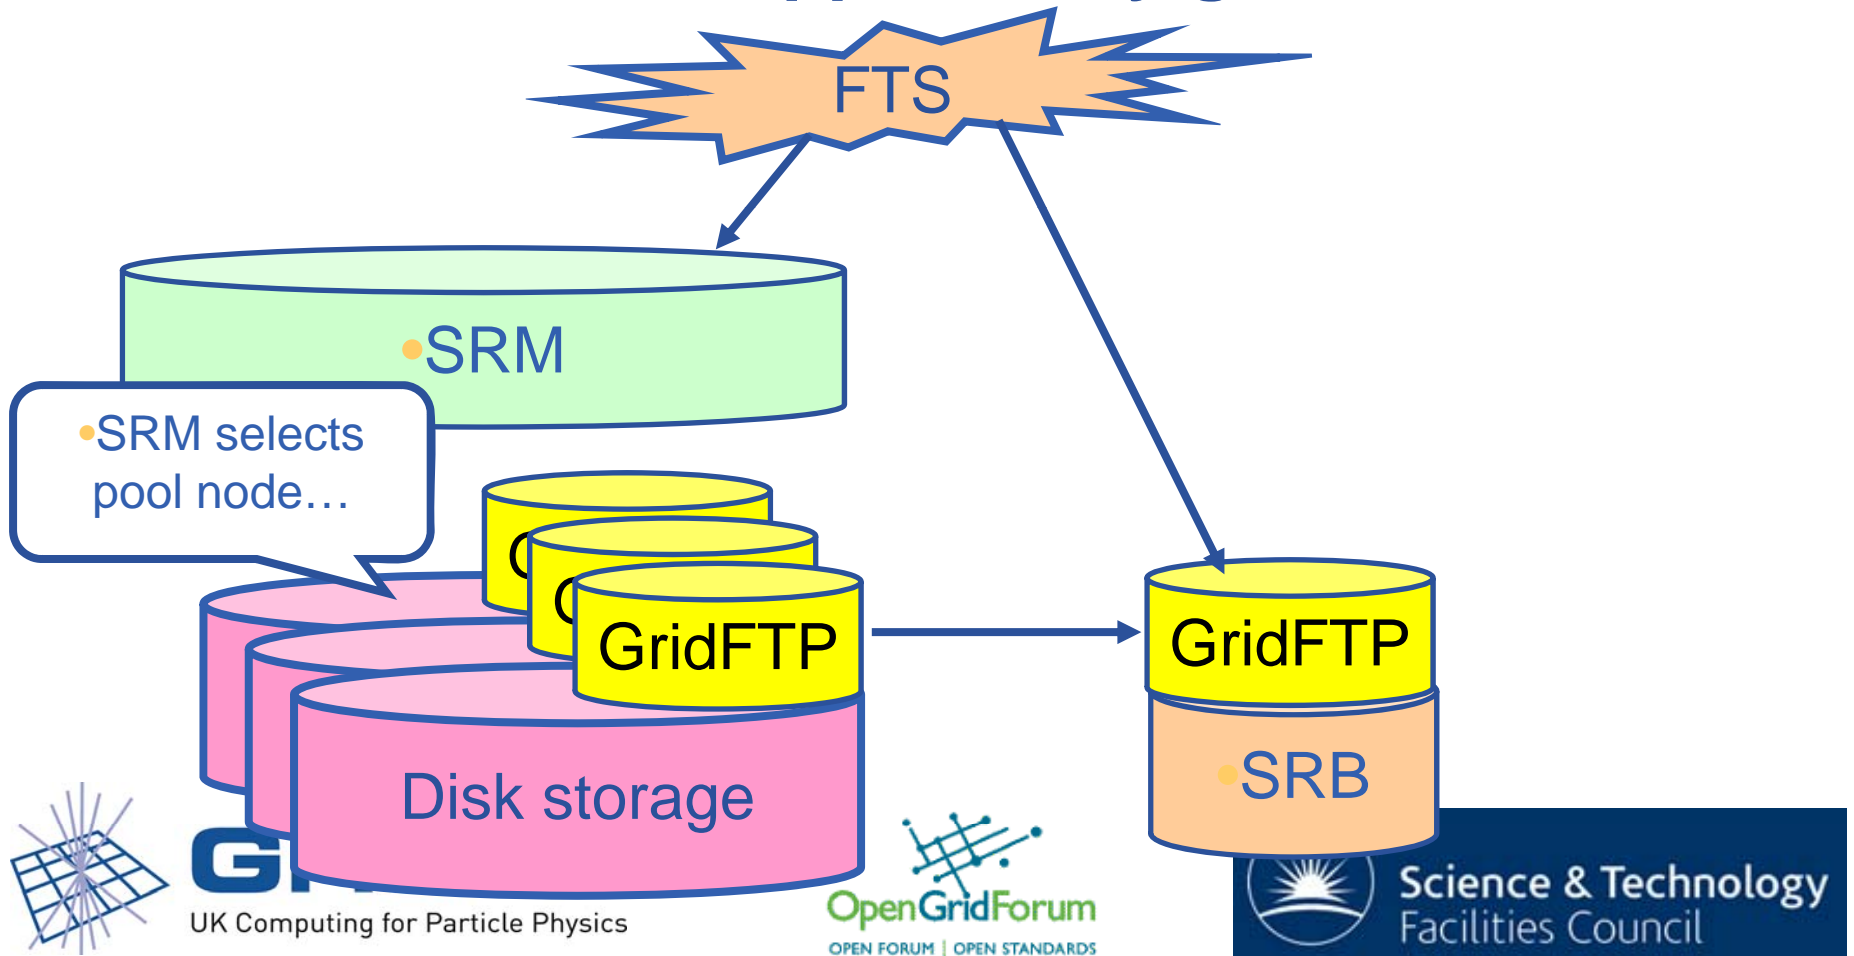 FTS
•SRM
•SRM selects
pool node…
GridFTP
GridFTP
Disk storage
•SRB
UK Computing for Particle Physics
OpenGridForum
OPEN FORUM | OPEN STANDARDS
Science & Technology
Facilities Council